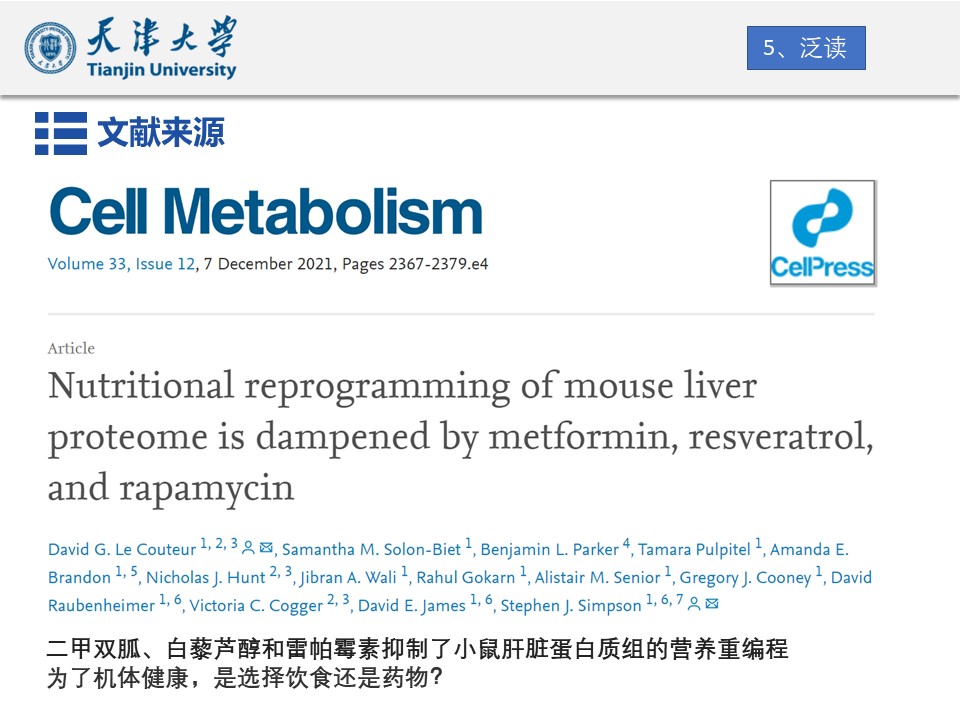 天津大学
Tianjin University
5、泛读
文献来源
Cell Metabolism
Volume 33, Issue 12, 7 December 2021, Pages 2367-2379.e4
CellPress
Article
Nutritional reprogramming of mouse liver
proteome is dampened by metformin, resveratrol,
and rapamycin
David G. Le Couteur 1, 2, 3, Samantha M. Solon-Biet 1, Benjamin L. Parker 4, Tamara Pulpitel 1, Amanda E.
Brandon 1, 5, Nicholas J. Hunt 2, 3, Jibran A. Wali 1, Rahul Gokarn 1, Alistair M. Senior 1, Gregory J. Cooney 1, David
Raubenheimer 1, 6, Victoria C. Cogger 2, 3, David E. James 1, 6, Stephen J. Simpson 1, 6, 7
二甲双胍、白藜芦醇和雷帕霉素抑制了小鼠肝脏蛋白质组的营养重编程
为了机体健康，是选择饮食还是药物？